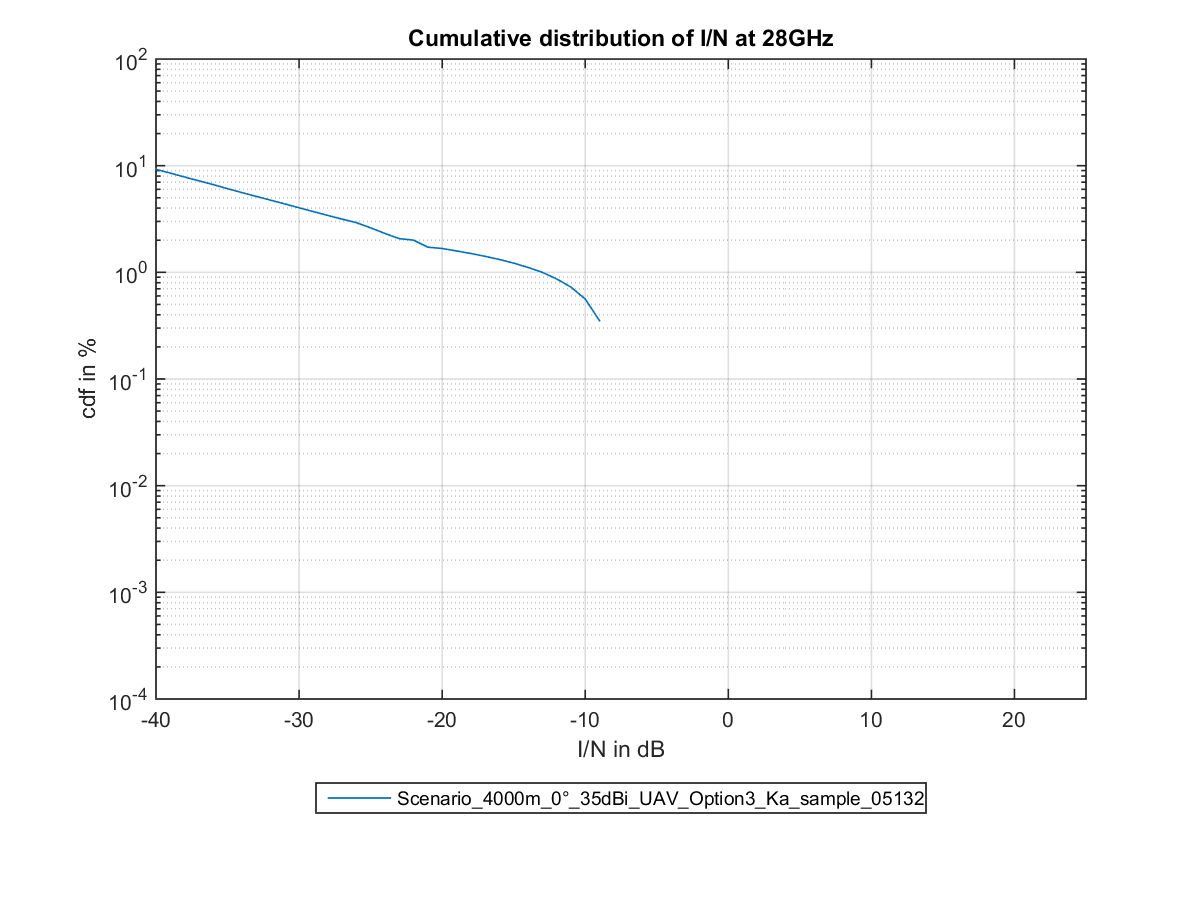 Cumulative distribution of I/N at 28GHz
10^2
10^1
10^0
10^-1
10^-2
10^-3
10^-4
cdf in %
-40 -30 -20 -10 0 10 20
I/N in dB
Scenario_4000m_0°_35dBi_UAV_Option3_Ka_sample_05132